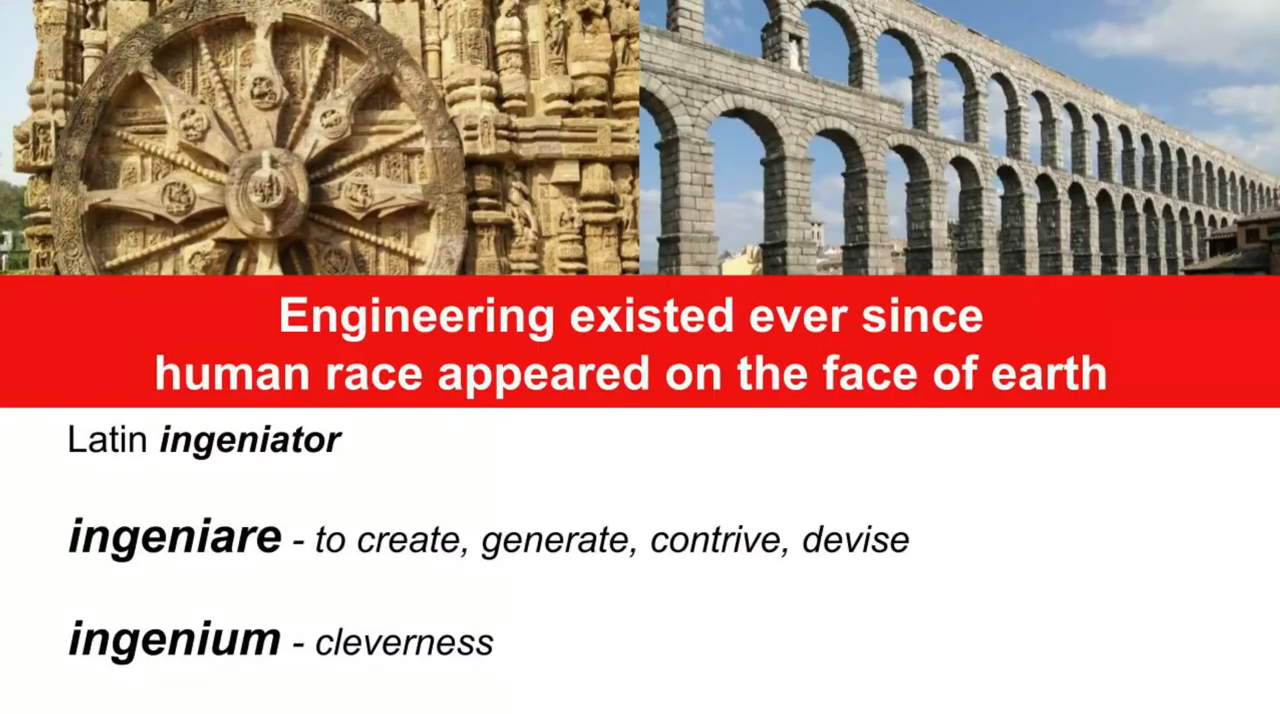 Engineering existed ever since
human race appeared on the face of earth
Latin ingeniator
ingeniare - to create, generate, contrive, devise
ingenium - cleverness